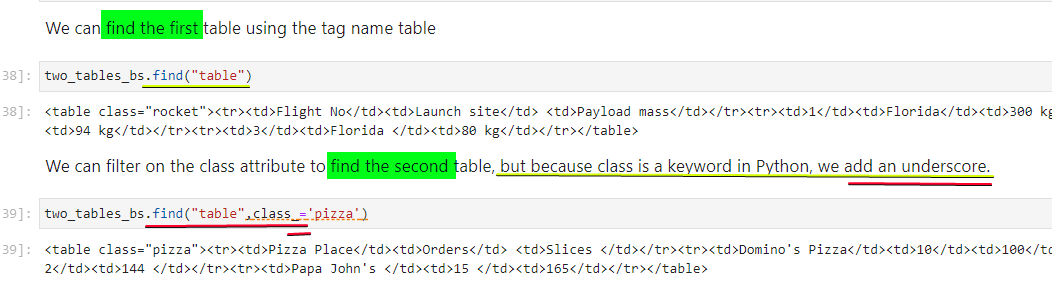 We can find the first table using the tag name table
38]: two_tables_bs.find("table")
38]: <table class="rocket"><tr><td>Flight No</td><td>Launch site</td> <td>Payload mass</td></tr><tr><td>1</td><td>Florida</td><td>300 kg
<td>94 kg</td></tr><tr><td>3</td><td>Florida </td><td>80 kg</td></tr></table>
We can filter on the class attribute to find the second table, but because class is a keyword in Python, we add an underscore.
39]: two_tables_bs.find("table",class_='pizza')
39]: <table class="pizza"><tr><td>Pizza Place</td><td>Orders</td> <td>Slices </td></tr><tr><td>Domino's Pizza</td><td>10</td><td>100</td
2</td><td>144 </td></tr><tr><td>Papa John's </td><td>15 </td><td>165</td></tr></table>